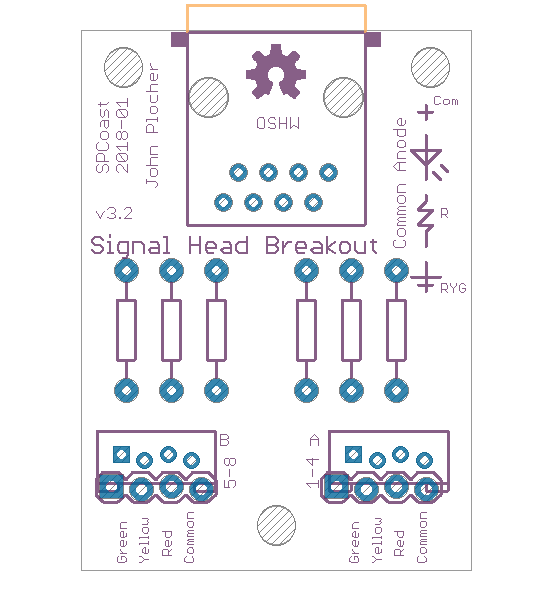 OSHW
SPCoast
2018-01
John Plocher
v3.2
Com
Common Anode
R
RYG
Signal Head Breakout
B
5-8
A
1-4
Green
Yellow
Red
Common
Green
Yellow
Red
Common